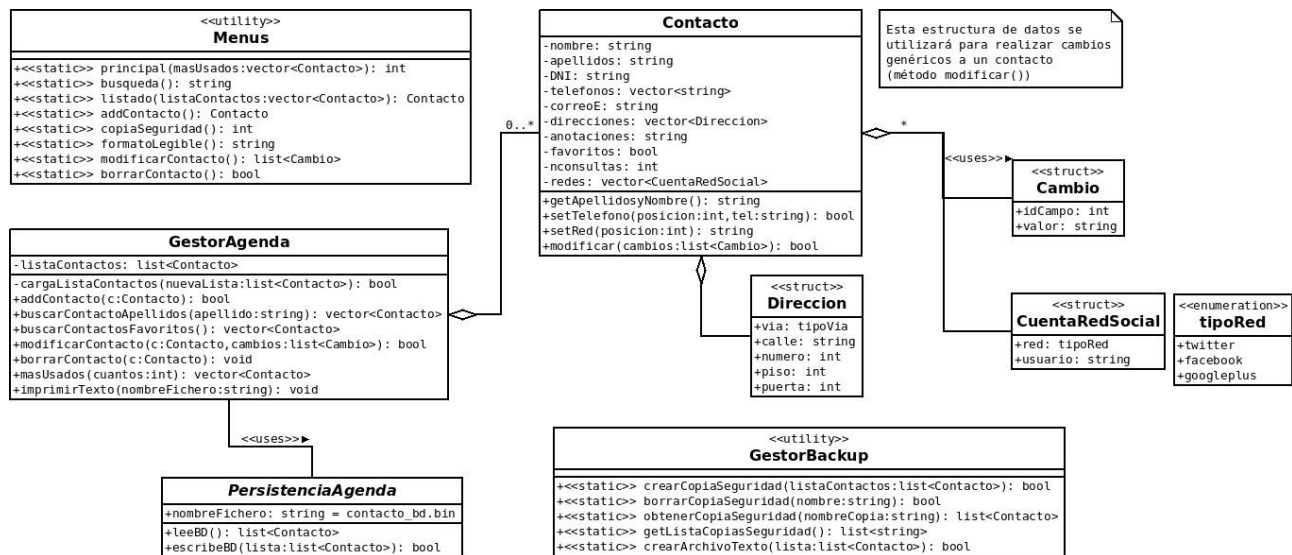 <<utility>>
Menus
+<<static>> principal(masUsados:vector<Contacto>): int
+<<static>> busqueda(): string
+<<static>> listado(listaContactos:vector<Contacto>): Contacto
+<<static>> addContacto(): Contacto
+<<static>> copiaSeguridad(): int
+<<static>> formatoLegible(): string
+<<static>> modificarContacto(): list<Cambio>
+<<static>> borrarContacto(): bool
Contacto
-nombre: string
-apellidos: string
-DNI: string
-telefonos: vector<string>
-correoE: string
-direcciones: vector<Direccion>
-anotaciones: string
-favoritos: bool
-nconsultas: int
-redes: vector<CuentaRedSocial>
+getApellidosyNombre(): string
+setTelefono(posicion:int,tel:string): bool
+setRed(posicion:int): string
+modificar(cambios:list<Cambio>): bool
Esta estructura de datos se
utilizará para realizar cambios
genéricos a un contacto
(método modificar())
0..*
*
<<uses>>
<<struct>>
Cambio
+idCampo: int
+valor: string
GestorAgenda
-listaContactos: list<Contacto>
-cargaListaContactos(nuevaLista:list<Contacto>): bool
+addContacto(c:Contacto): bool
+buscarContactoApellidos(apellido:string): vector<Contacto>
+buscarContactosFavoritos(): vector<Contacto>
+modificarContacto(c:Contacto,cambios:list<Cambio>): bool
+borrarContacto(c:Contacto): void
+masUsados(cuantos:int): vector<Contacto>
+imprimirTexto(nombreFichero:string): void
<<struct>>
Direccion
+via: tipoVia
+calle: string
+numero: int
+piso: int
+puerta: int
<<struct>>
CuentaRedSocial
+red: tipoRed
+usuario: string
<<enumeration>>
tipoRed
+twitter
+facebook
+googleplus
<<uses>>
PersistenciaAgenda
+nombreFichero: string = contacto_bd.bin
+leeBD(): list<Contacto>
+escribeBD(lista:list<Contacto>): bool
<<utility>>
GestorBackup
+<<static>> crearCopiaSeguridad(listaContactos:list<Contacto>): bool
+<<static>> borrarCopiaSeguridad(nombre:string): bool
+<<static>> obtenerCopiaSeguridad(nombreCopia:string): list<Contacto>
+<<static>> getListaCopiasSeguridad(): list<string>
+<<static>> crearArchivoTexto(lista:list<Contacto>): bool